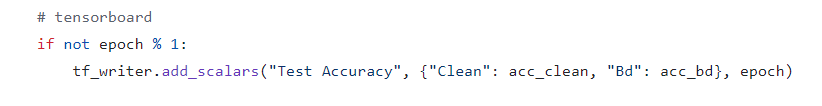 # tensorboard
if not epoch % 1:
tf_writer.add_scalars("Test Accuracy", {"Clean": acc_clean, "Bd": acc_bd}, epoch)